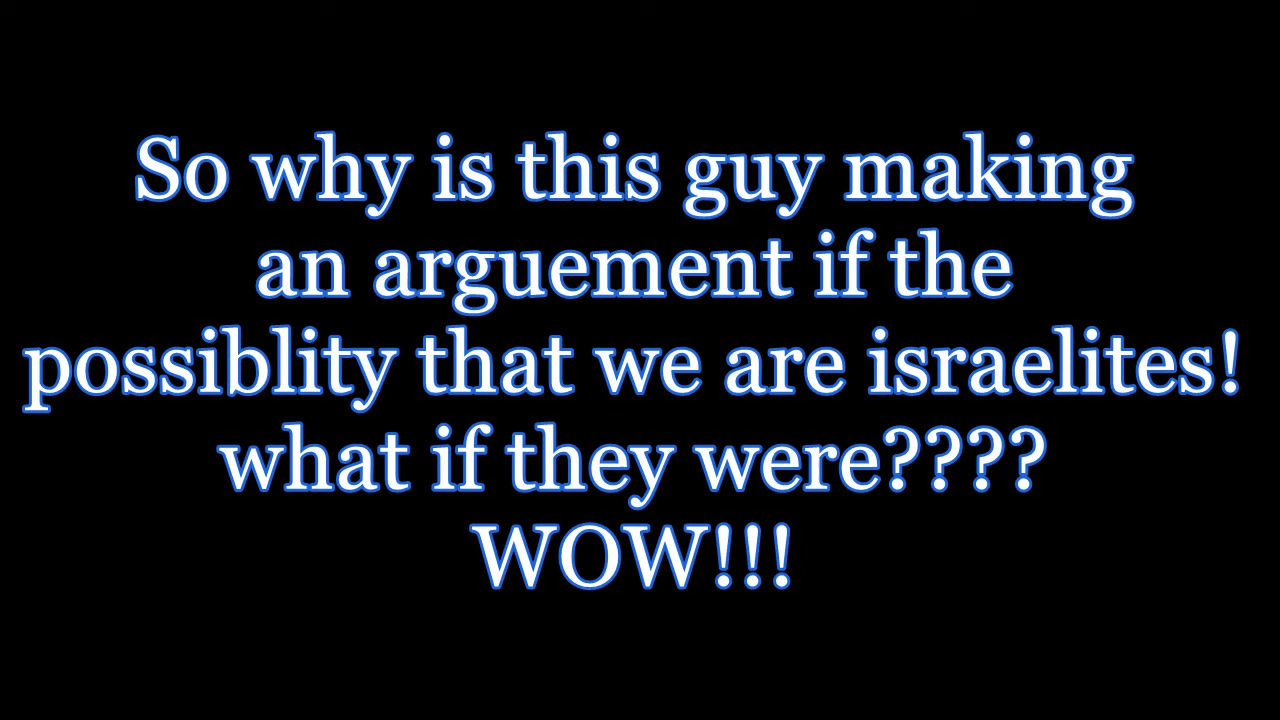 So why is this guy making
an arguement if the
possiblity that we are israelites!
what if they were????
WOW!!!